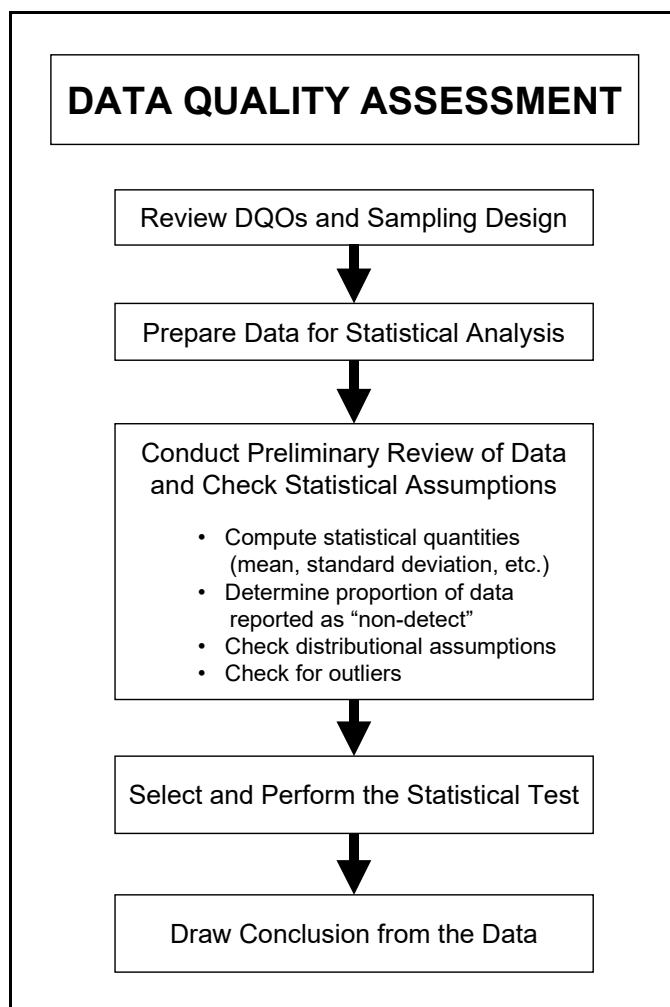 DATA QUALITY ASSESSMENT
Review DQOs and Sampling Design
Prepare Data for Statistical Analysis
Conduct Preliminary Review of Data
and Check Statistical Assumptions
• Compute statistical quantities
(mean, standard deviation, etc.)
• Determine proportion of data
reported as “non-detect”
• Check distributional assumptions
• Check for outliers
Select and Perform the Statistical Test
Draw Conclusion from the Data